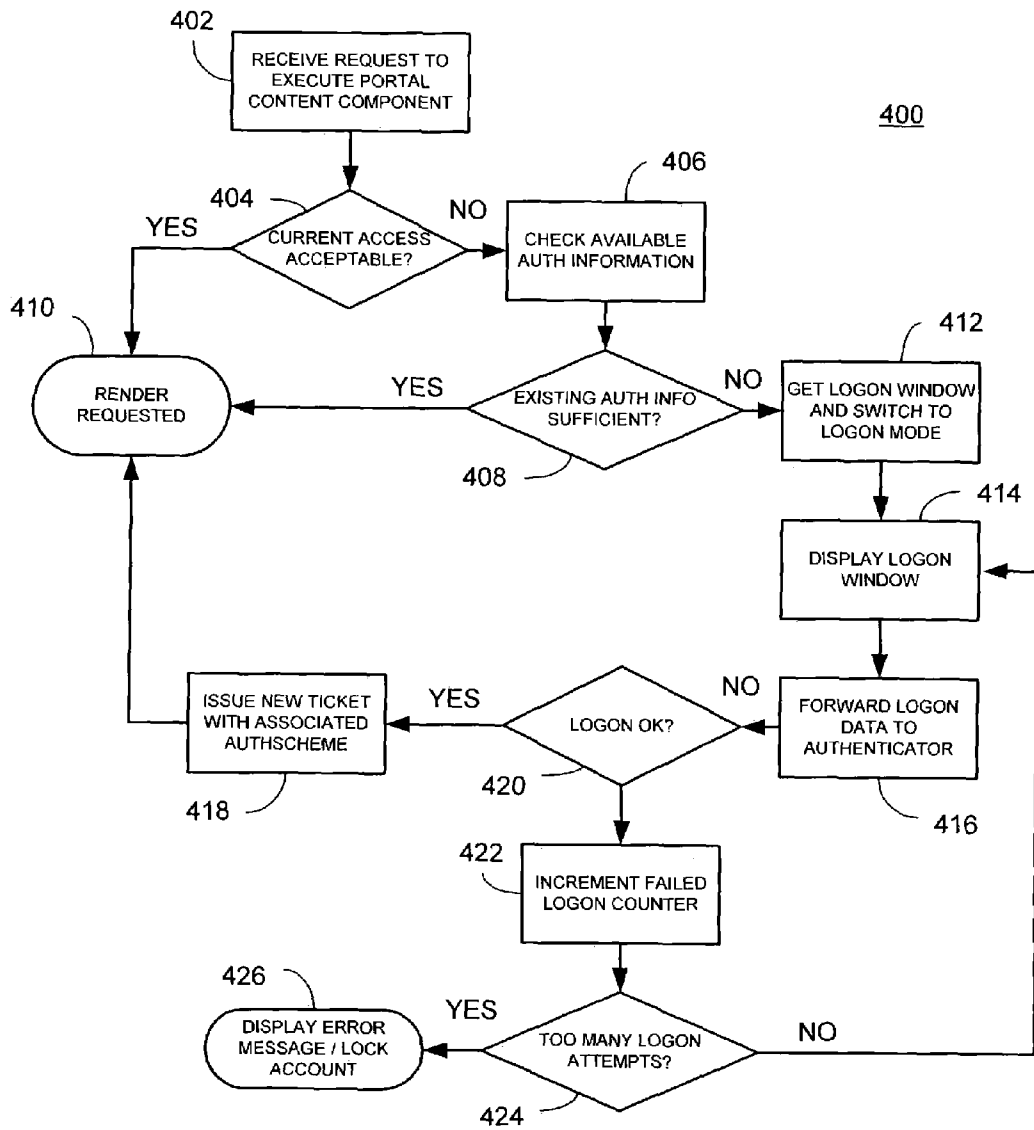 402
RECEIVE REQUEST TO
EXECUTE PORTAL
CONTENT COMPONENT
400
404
YES
CURRENT ACCESS
ACCEPTABLE?
NO
406
CHECK AVAILABLE
AUTH INFORMATION
410
RENDER
REQUESTED
YES
EXISTING AUTH INFO
SUFFICIENT?
408
NO
412
GET LOGON WINDOW
AND SWITCH TO
LOGON MODE
414
DISPLAY LOGON
WINDOW
ISSUE NEW TICKET
WITH ASSOCIATED
AUTHSCHEME
418
YES
LOGON OK?
420
NO
FORWARD LOGON
DATA TO
AUTHENTICATOR
416
422
INCREMENT FAILED
LOGON COUNTER
426
DISPLAY ERROR
MESSAGE / LOCK
ACCOUNT
YES
TOO MANY LOGON
ATTEMPTS?
424
NO